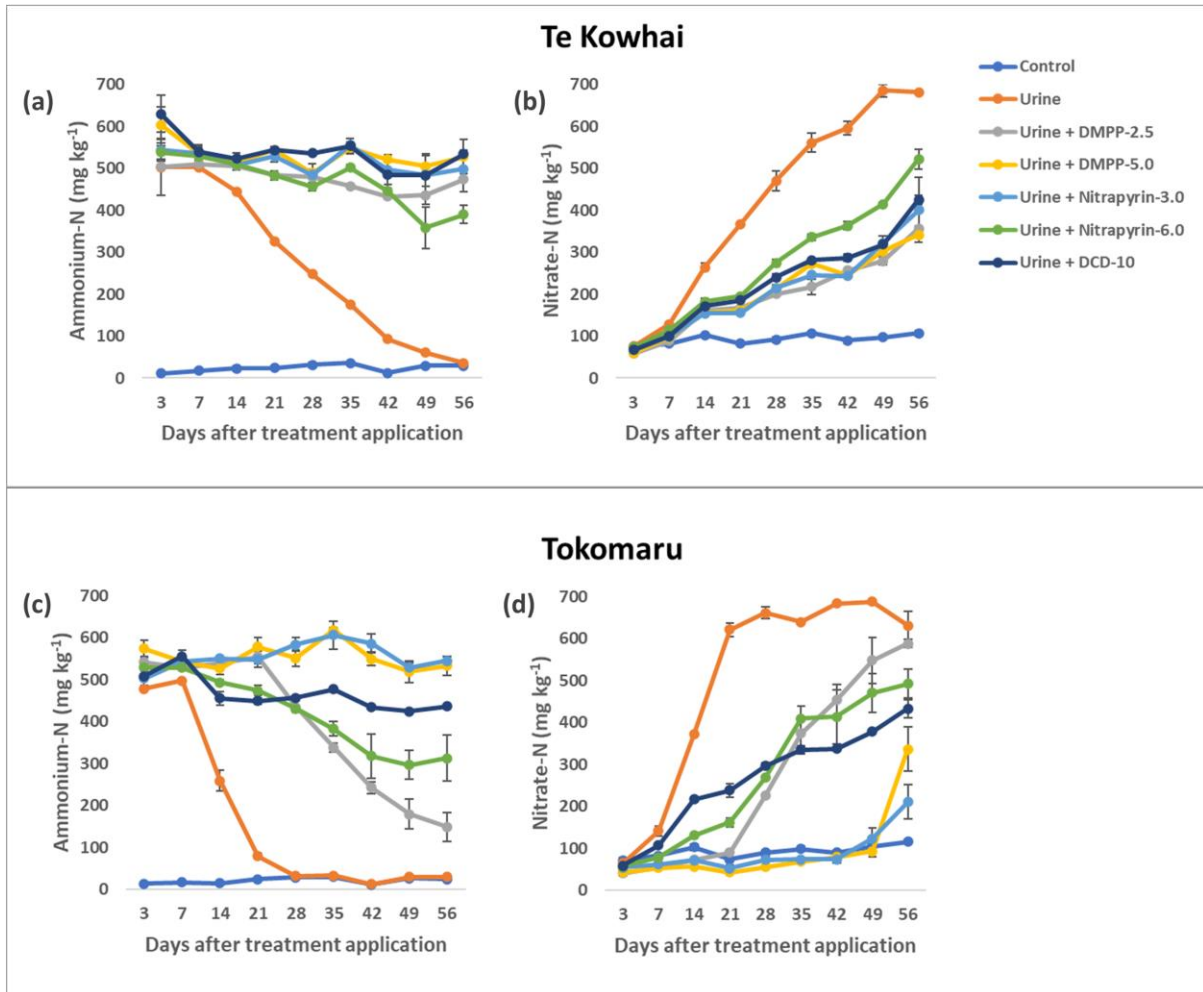 Te Kowhai
(a)
Ammonium-N (mg kg⁻¹)
700
600
500
400
300
200
100
0
3 7 14 21 28 35 42 49 56
Days after treatment application
(b)
Nitrate-N (mg kg⁻¹)
700
600
500
400
300
200
100
0
3 7 14 21 28 35 42 49 56
Days after treatment application
Control
Urine
Urine + DMPP-2.5
Urine + DMPP-5.0
Urine + Nitrapyrin-3.0
Urine + Nitrapyrin-6.0
Urine + DCD-10
Tokomaru
(c)
Ammonium-N (mg kg⁻¹)
700
600
500
400
300
200
100
0
3 7 14 21 28 35 42 49 56
Days after treatment application
(d)
Nitrate-N (mg kg⁻¹)
700
600
500
400
300
200
100
0
3 7 14 21 28 35 42 49 56
Days after treatment application